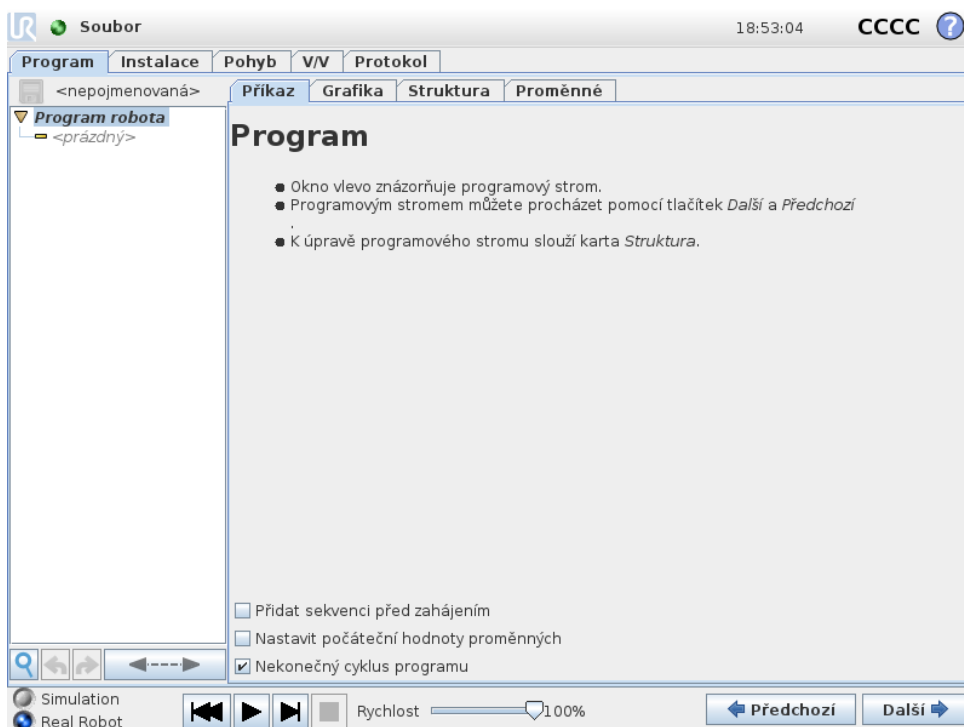 UR Soubor 18:53:04 CCCC ?
Program Instalace Pohyb V/V Protokol
<nepojmenovaná> Příkaz Grafika Struktura Proměnné
Program robota
<prázdný>
Program
Okno vlevo znázorňuje programový strom.
Programovým stromem můžete procházet pomocí tlačítek Další a Předchozí
.
K úpravě programového stromu slouží karta Struktura.
Přidat sekvenci před zahájením
Nastavit počáteční hodnoty proměnných
Nekonečný cyklus programu
Simulation
Real Robot
Rychlost 100%
Předchozí Další